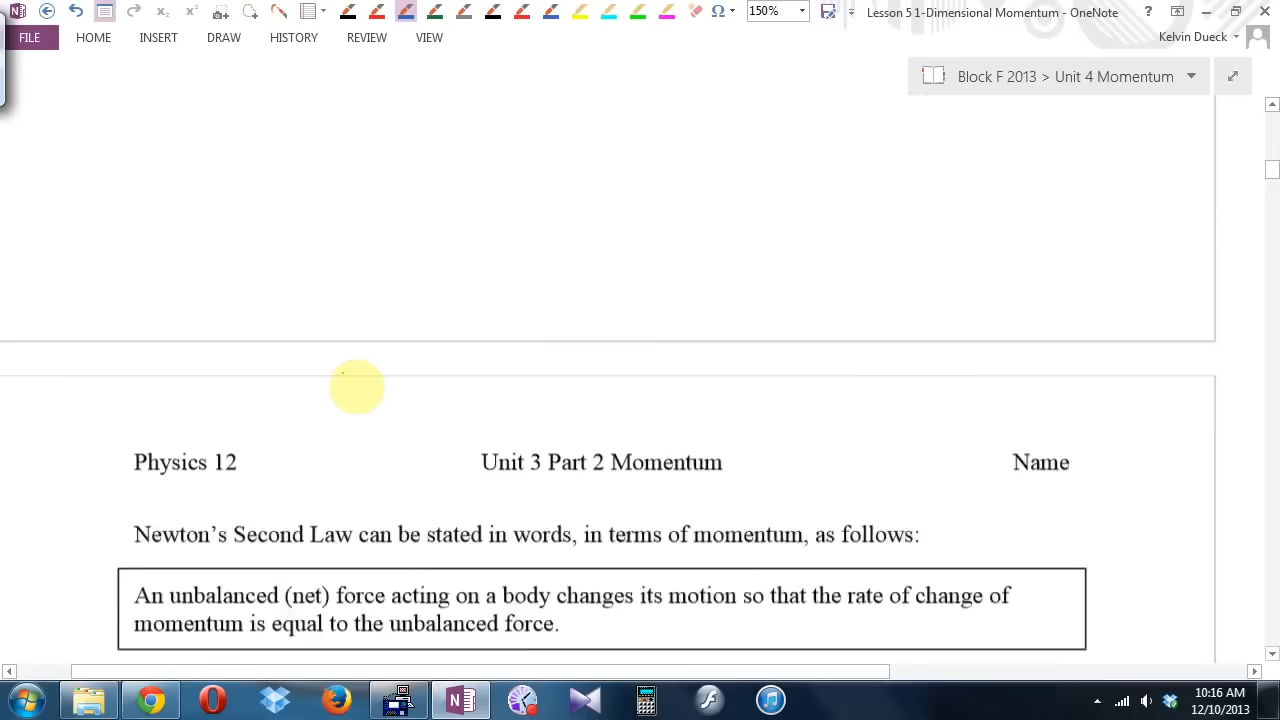 150%
Lesson 5 1-Dimensional Momentum - OneNote
FILE HOME INSERT DRAW HISTORY REVIEW VIEW
Kelvin Dueck
Block F 2013 > Unit 4 Momentum
Physics 12 Unit 3 Part 2 Momentum Name
Newton's Second Law can be stated in words, in terms of momentum, as follows:
An unbalanced (net) force acting on a body changes its motion so that the rate of change of
momentum is equal to the unbalanced force.
10:16 AM
12/10/2013